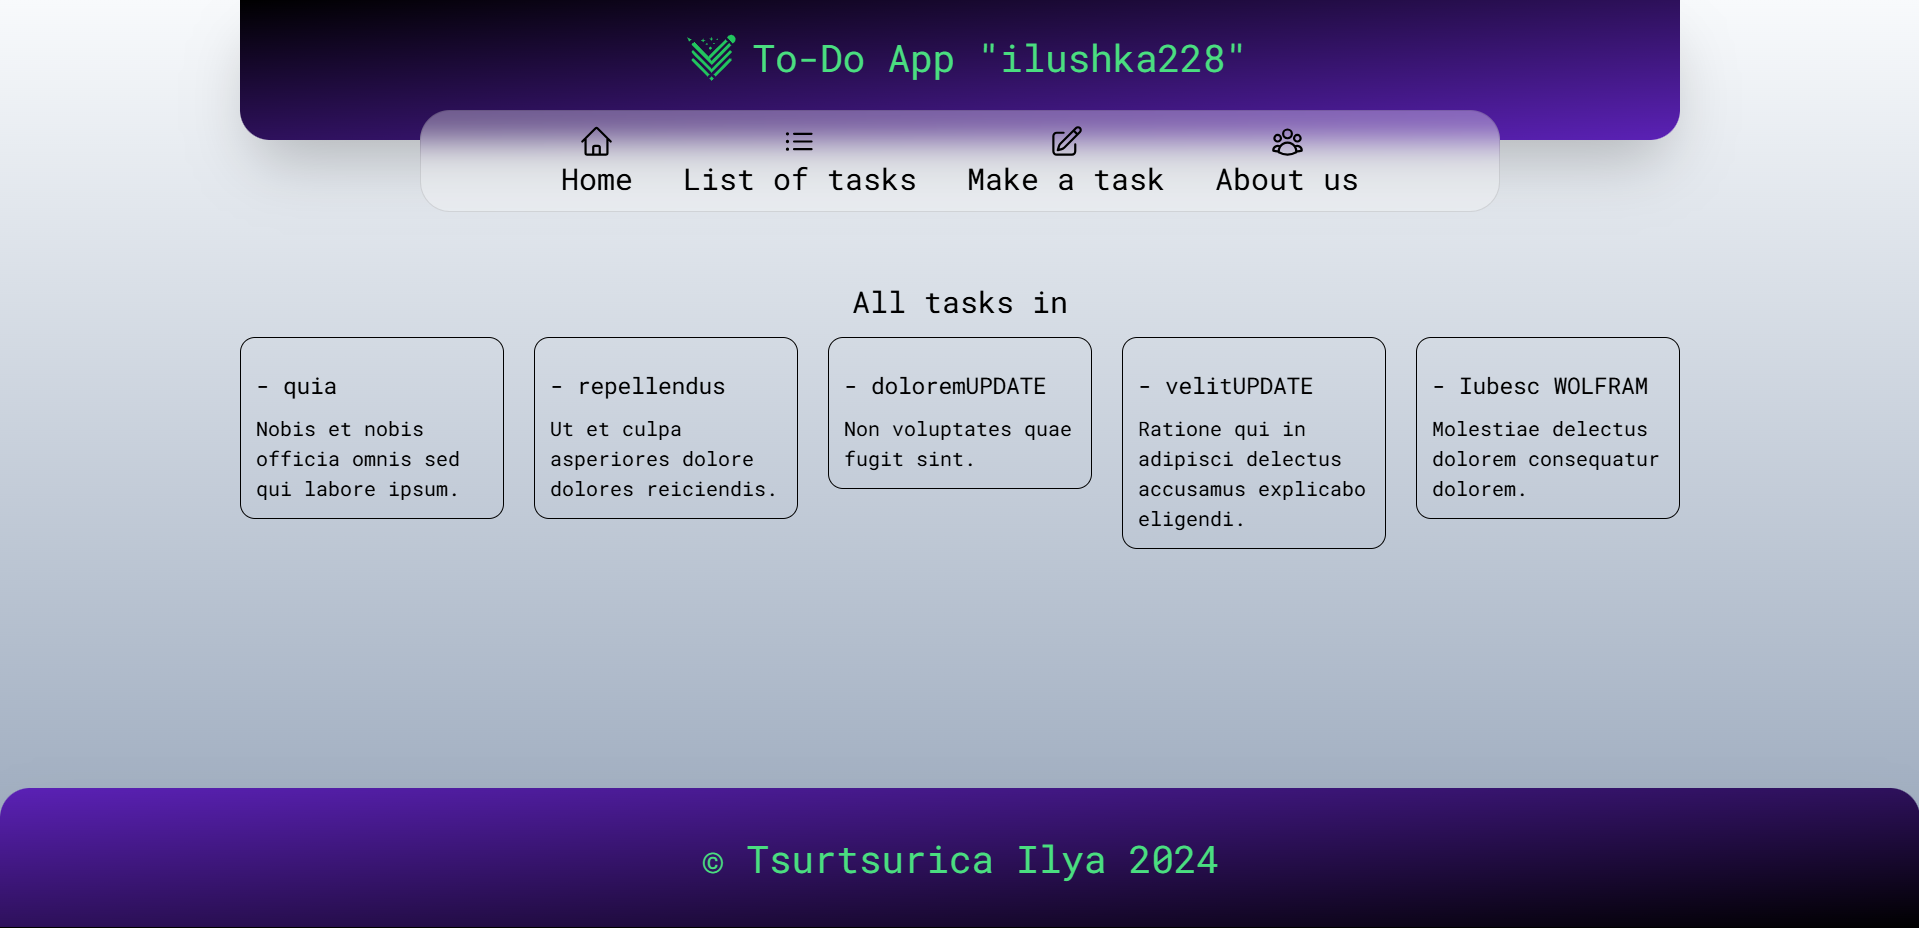 To-Do App "ilushka228"
Home
List of tasks
Make a task
About us
All tasks in
- quia
Nobis et nobis
officia omnis sed
qui labore ipsum.
- repellendus
Ut et culpa
asperiores dolore
dolores reiciendis.
- doloremUPDATE
Non voluptates quae
fugit sint.
- velitUPDATE
Ratione qui in
adipisci delectus
accusamus explicabo
eligendi.
- Iubesc WOLFRAM
Molestiae delectus
dolorem consequatur
dolorem.
© Tsurtsurica Ilya 2024